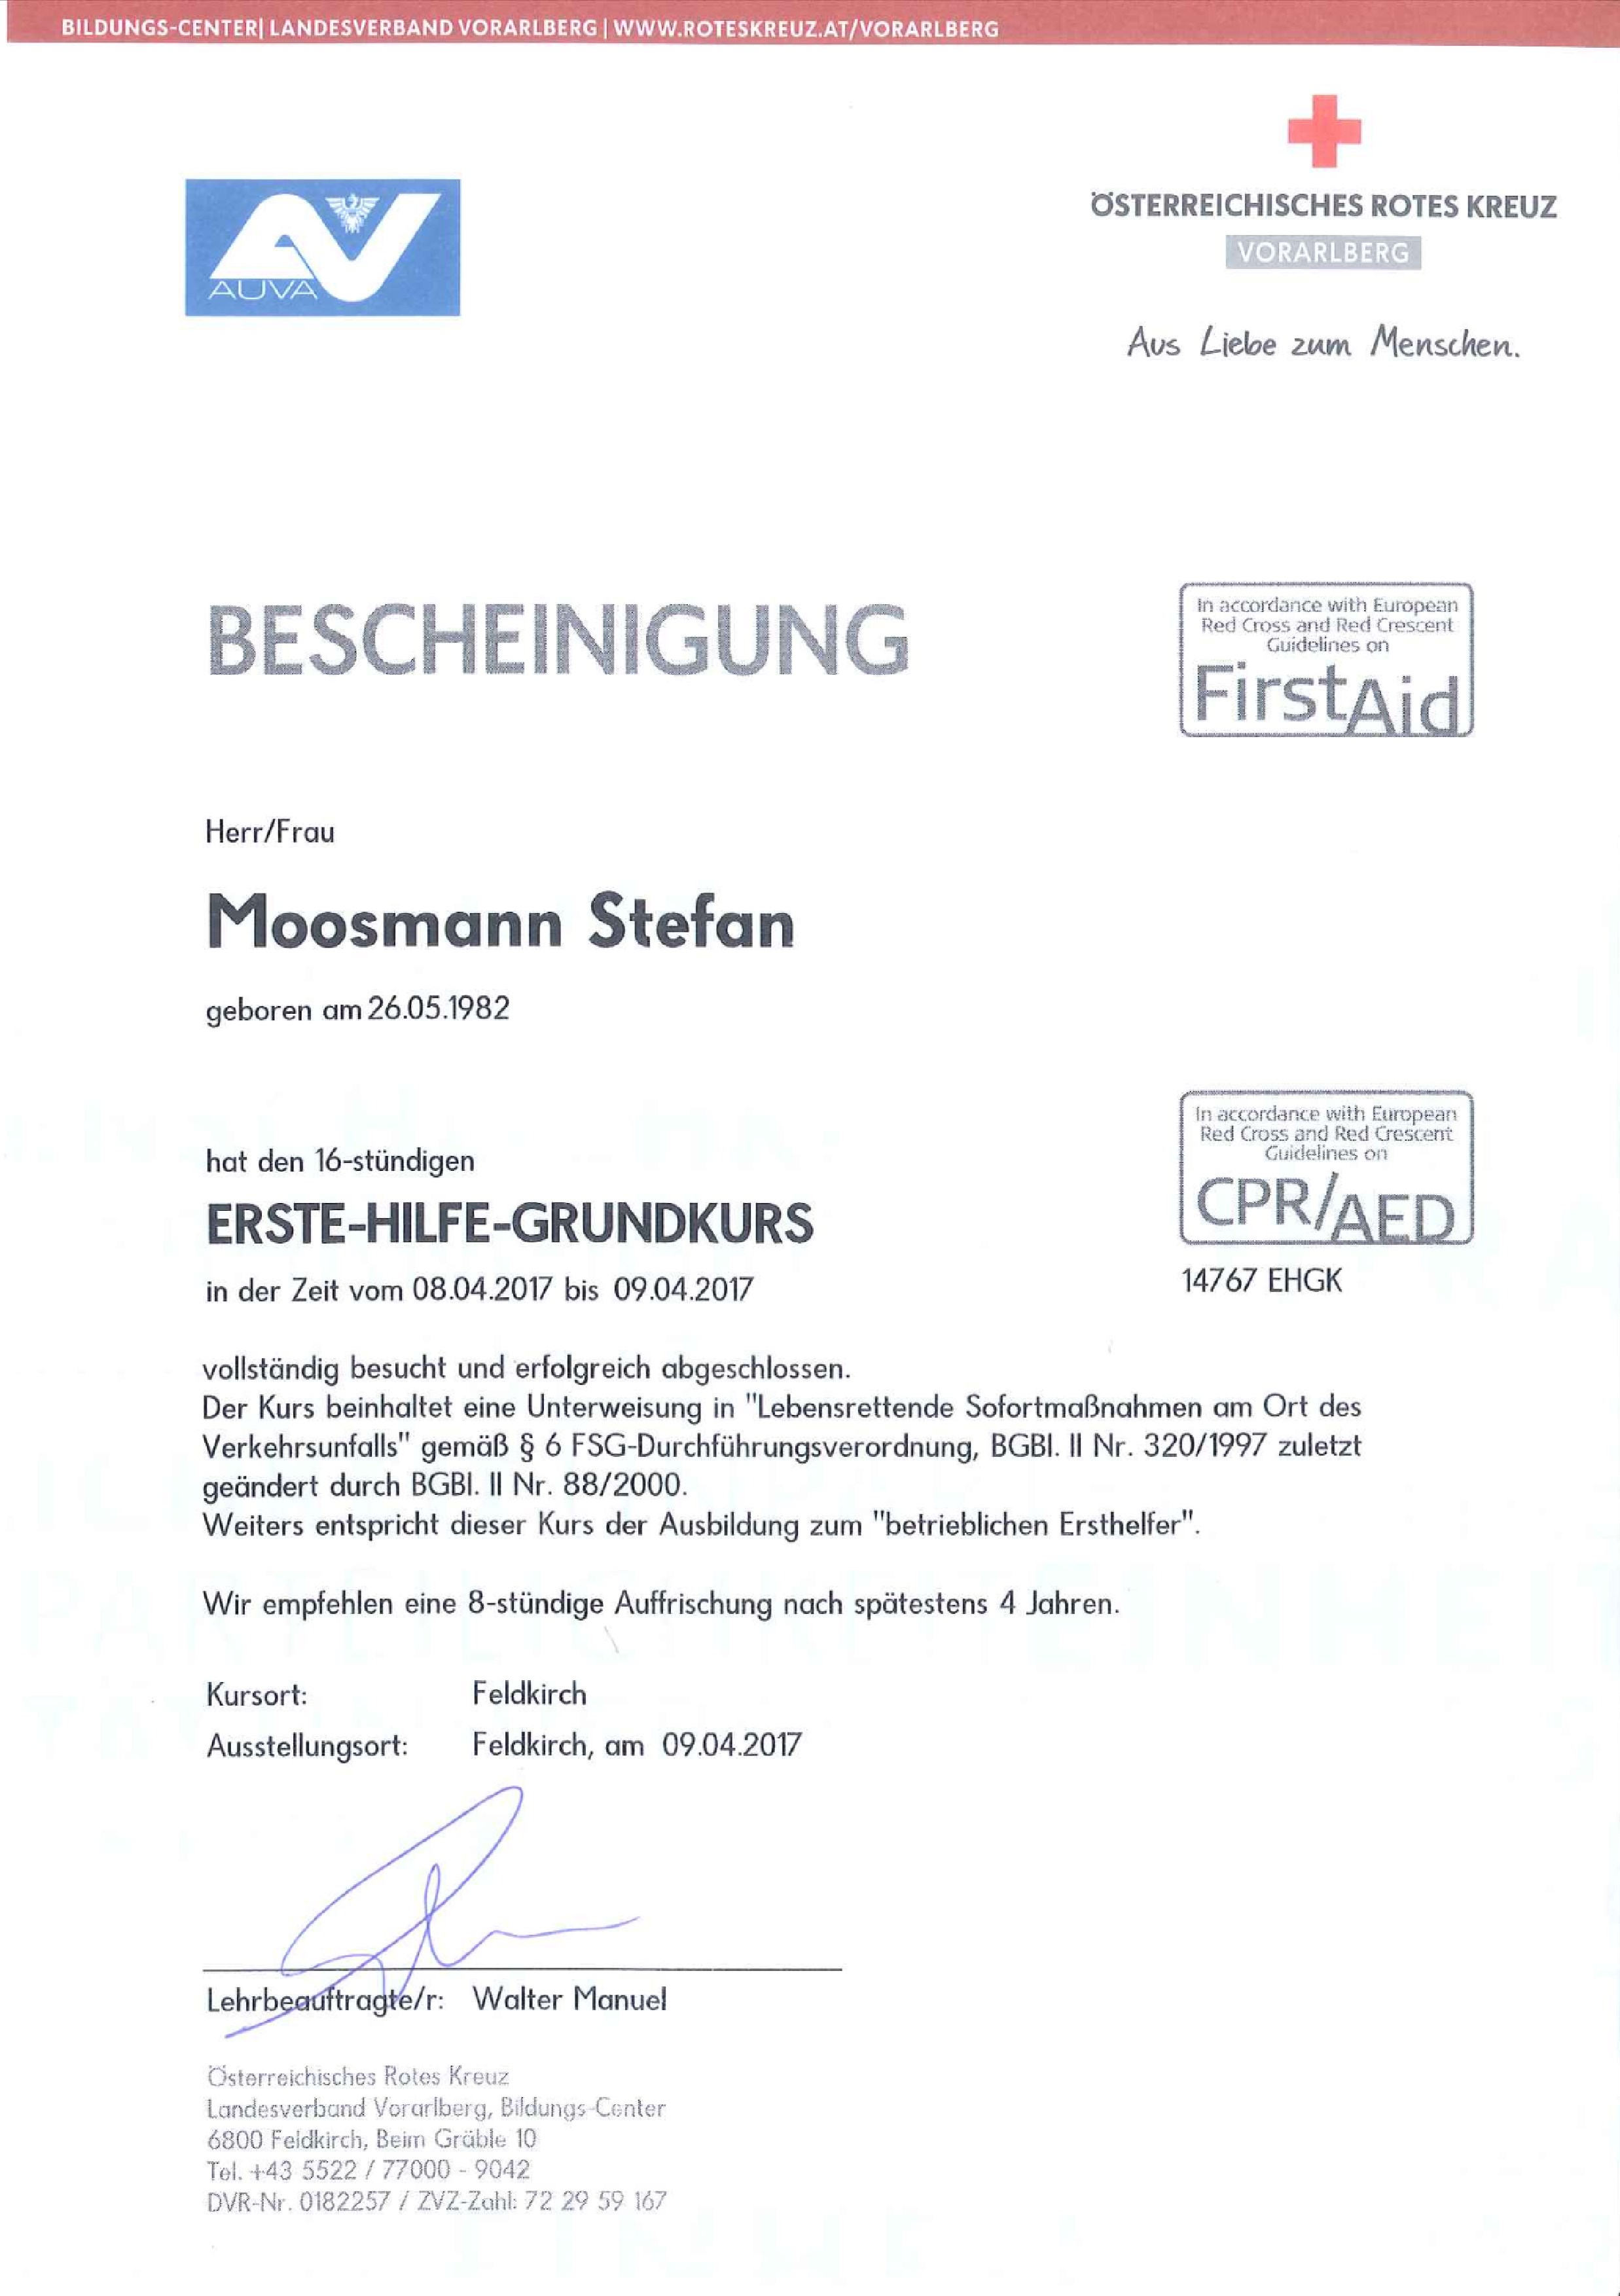 BILDUNGS-CENTER| LANDESVERBAND VORARLBERG | WWW.ROTESKREUZ.AT/VORARLBERG
AUVA
ÖSTERREICHISCHES ROTES KREUZ
VORARLBERG
Aus Liebe zum Menschen.
BESCHEINIGUNG
In accordance with European
Red Cross and Red Crescent
Guidelines on
FirstAid
Herr/Frau
Moosmann Stefan
geboren am 26.05.1982
In accordance with European
Red Cross and Red Crescent
Guidelines on
CPR/AED
14767 EHGK
hat den 16-stündigen
ERSTE-HILFE-GRUNDKURS
in der Zeit vom 08.04.2017 bis 09.04.2017
vollständig besucht und erfolgreich abgeschlossen.
Der Kurs beinhaltet eine Unterweisung in "Lebensrettende Sofortmaßnahmen am Ort des
Verkehrsunfalls" gemäß § 6 FSG-Durchführungsverordnung, BGBl. II Nr. 320/1997 zuletzt
geändert durch BGBl. II Nr. 88/2000.
Weiters entspricht dieser Kurs der Ausbildung zum "betrieblichen Ersthelfer".
Wir empfehlen eine 8-stündige Auffrischung nach spätestens 4 Jahren.
Kursort: Feldkirch
Ausstellungsort: Feldkirch, am 09.04.2017
Lehrbeauftragte/r: Walter Manuel
Österreichisches Rotes Kreuz
Landesverband Vorarlberg, Bildungs-Center
6800 Feldkirch, Beim Gräble 10
Tel. +43 5522 / 77000 - 9042
DVR-Nr. 0182257 / ZVZ-Zahl: 72 29 59 167